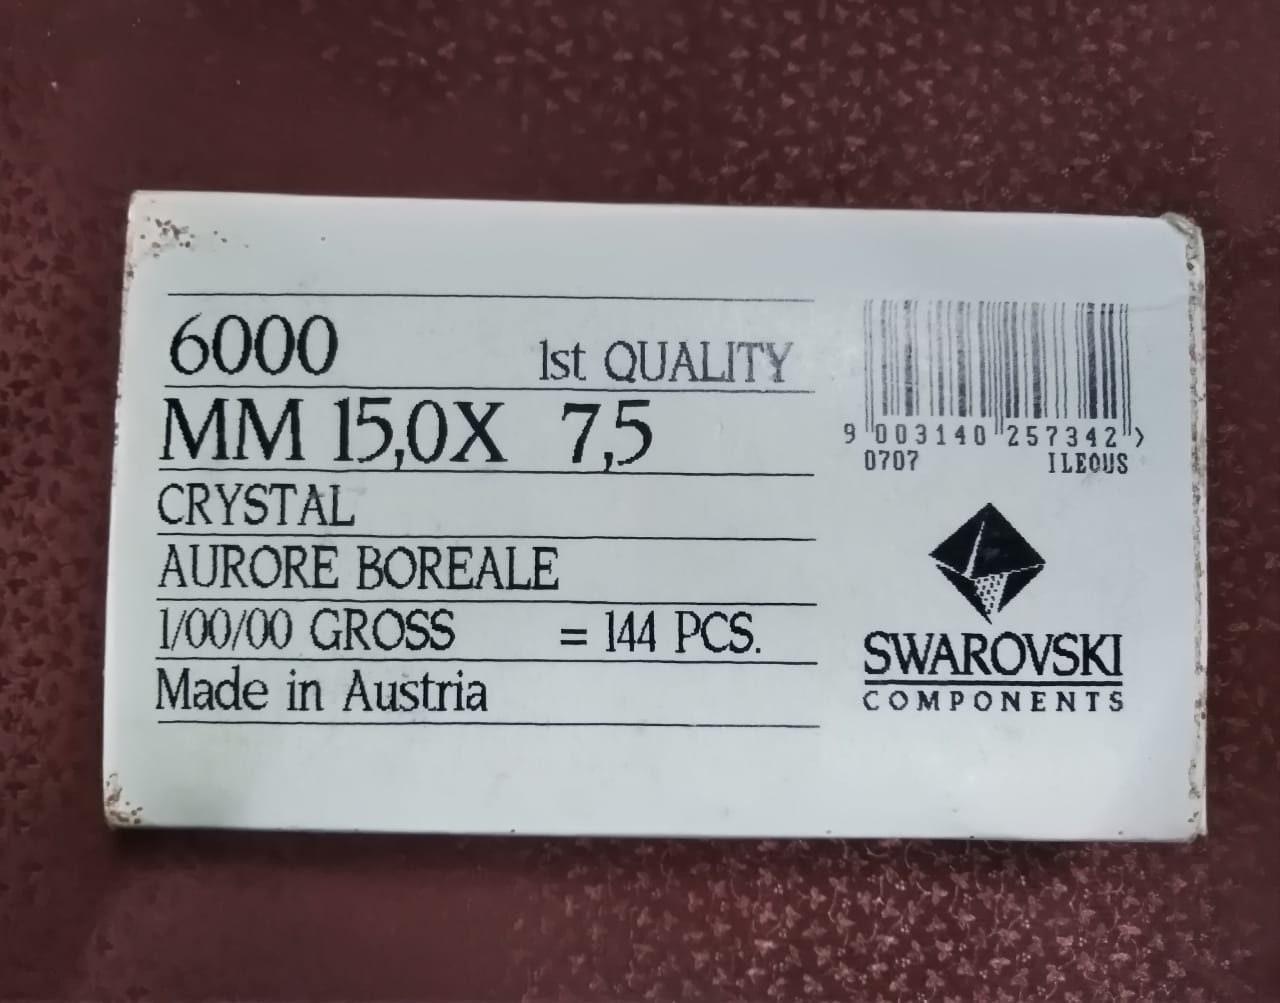 6000 1st QUALITY
MM 15,0X 7,5
CRYSTAL
AURORE BOREALE
1/00/00 GROSS = 144 PCS.
Made in Austria
9 003140 257342 >
0707 ILEOUS
SWAROVSKI
COMPONENTS